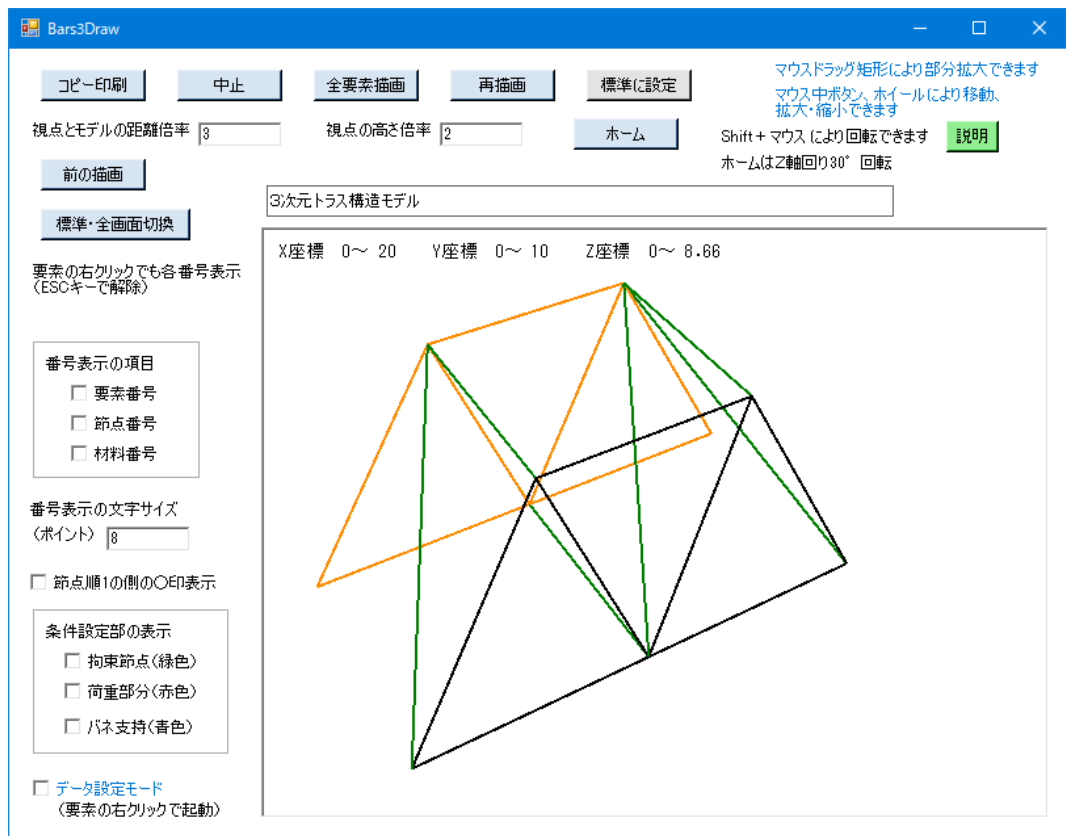 Bars3Draw
コピー印刷
中止
全要素描画
再描画
標準に設定
マウスドラッグ矩形により部分拡大できます
マウス中ボタン、ホイールにより移動、
拡大・縮小できます
視点とモデルの距離倍率 3
視点の高さ倍率 2
ホーム
Shift+マウス により回転できます
説明
ホームはZ軸回り30° 回転
前の描画
3次元トラス構造モデル
標準・全画面切換
X座標 0～ 20 Y座標 0～ 10 Z座標 0～ 8.66
要素の右クリックでも各番号表示
(ESCキーで解除)
番号表示の項目
要素番号
節点番号
材料番号
番号表示の文字サイズ
(ポイント) 8
節点順1の側の〇印表示
条件設定部の表示
拘束節点(緑色)
荷重部分(赤色)
バネ支持(青色)
データ設定モード
(要素の右クリックで起動)